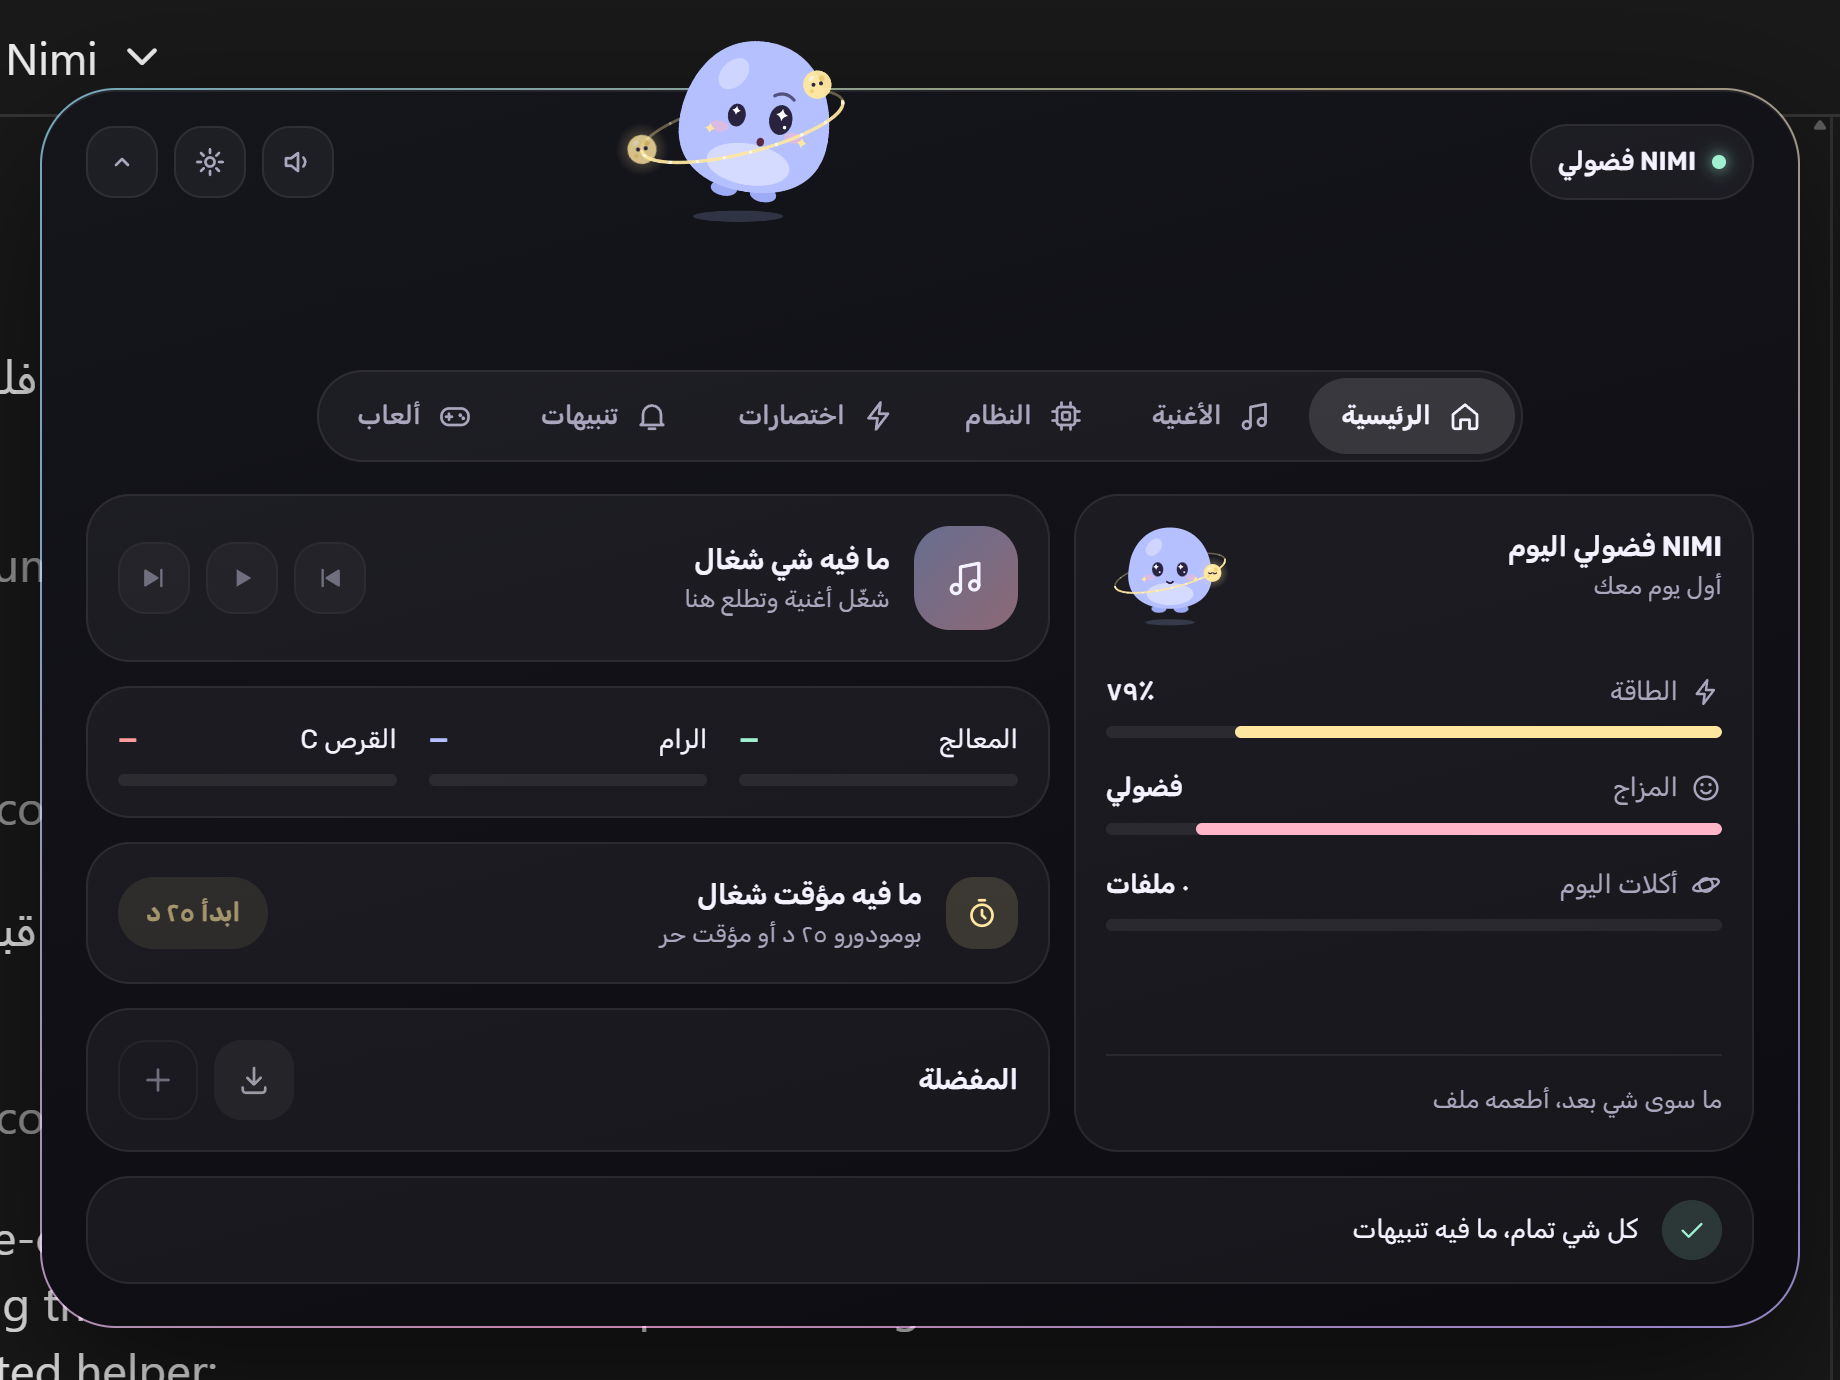 Nimi
NIMI فضولي
الرئيسية
الأغنية
النظام
اختصارات
تنبيهات
ألعاب
NIMI فضولي اليوم
أول يوم معك
الطاقة
٧٩٪
المزاج
فضولي
أكلات اليوم
٠ ملفات
ما سوى شي بعد، أطعمه ملف
ما فيه شي شغال
شغّل أغنية وتطلع هنا
المعالج –
الرام –
القرص C –
ما فيه مؤقت شغال
بومودورو ٢٥ د أو مؤقت حر
ابدأ ٢٥ د
المفضلة
كل شي تمام، ما فيه تنبيهات
ted helper: